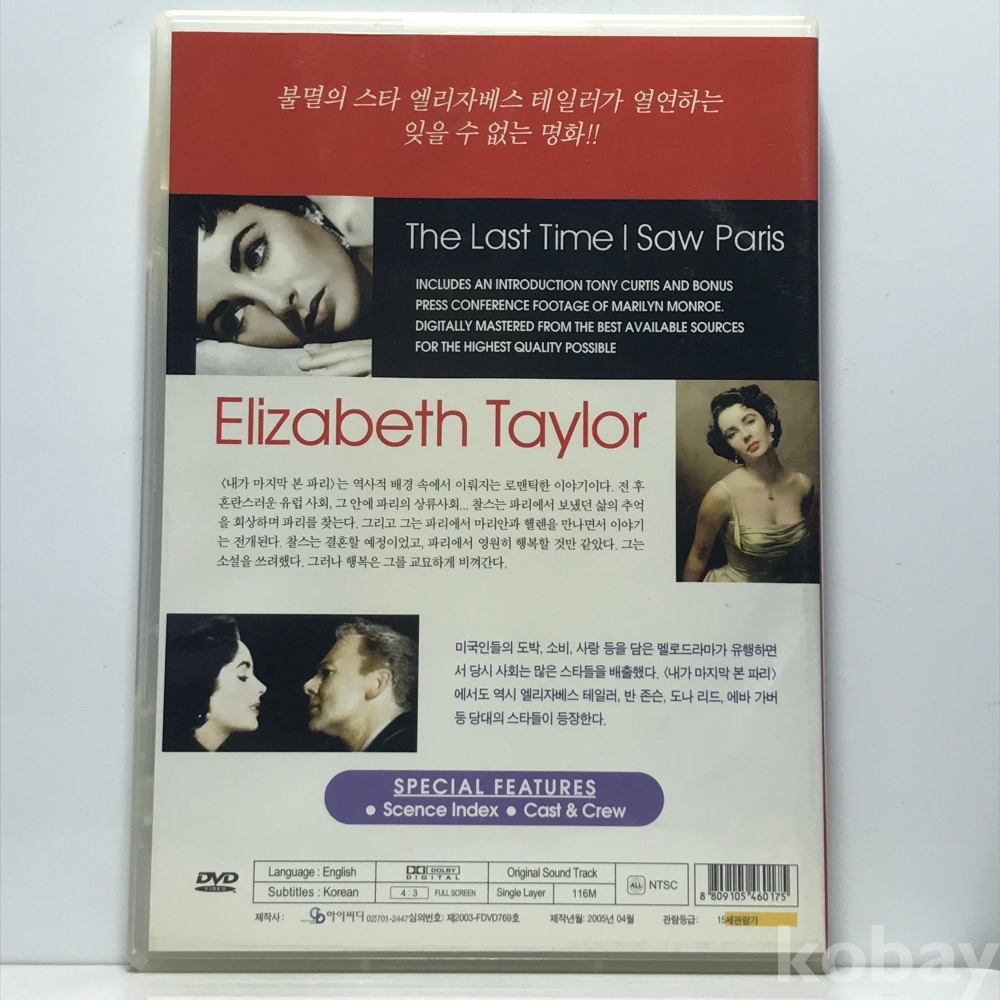 불멸의 스타 엘리자베스 테일러가 열연하는
잊을 수 없는 명화!!
The Last Time I Saw Paris
INCLUDES AN INTRODUCTION TONY CURTIS AND BONUS
PRESS CONFERENCE FOOTAGE OF MARILYN MONROE.
DIGITALLY MASTERED FROM THE BEST AVAILABLE SOURCES
FOR THE HIGHEST QUALITY POSSIBLE
Elizabeth Taylor
〈내가 마지막 본 파리〉는 역사적 배경 속에서 이뤄지는 로맨틱한 이야기이다. 전 후
혼란스러운 유럽 사회, 그 안에 파리의 상류사회... 찰스는 파리에서 보냈던 삶의 추억
을 회상하며 파리를 찾는다. 그리고 그는 파리에서 마리안과 헬렌을 만나면서 이야기
는 전개된다. 찰스는 결혼할 예정이었고, 파리에서 영원히 행복할 것만 같았다. 그는
소설을 쓰려했다. 그러나 행복은 그를 교묘하게 비껴간다.
미국인들의 도박, 소비, 사랑 등을 담은 멜로드라마가 유행하면
서 당시 사회는 많은 스타들을 배출했다. 〈내가 마지막 본 파리〉
에서도 역시 엘리자베스 테일러, 반 존슨, 도나 리드, 에바 가버
등 당대의 스타들이 등장한다.
SPECIAL FEATURES
● Scence Index ● Cast & Crew
DVD VIDEO
Language : English
DOLBY DIGITAL
Original Sound Track
Subtitles : Korean
4:3 FULL SCREEN
Single Layer
116M
ALL NTSC
8 809105 460175
제작사 : CD 아이씨디 02)701-2447 심의번호: 제2003-FDVD769호 제작년월: 2005년 04월 관람등급: 15세관람가
kobay